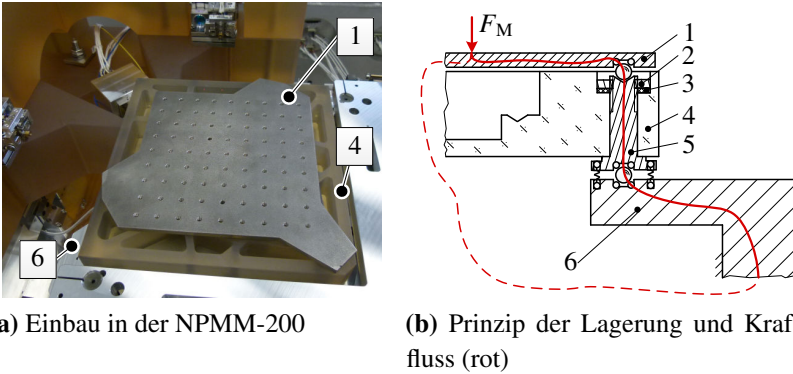 1
4
6
F_M
1
2
3
4
5
6
a) Einbau in der NPMM-200
(b) Prinzip der Lagerung und Kraf
fluss (rot)